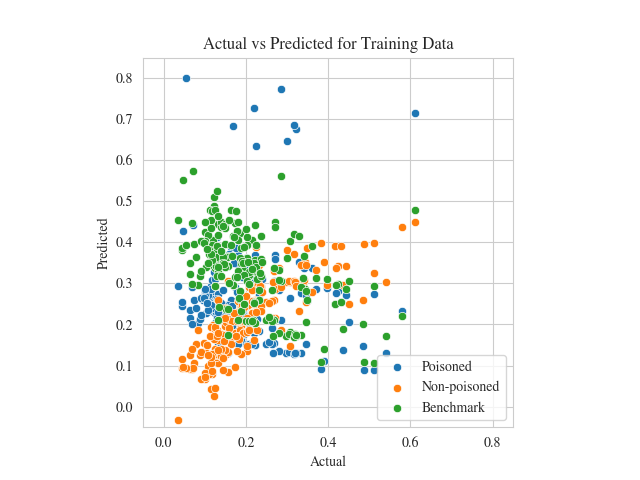 Actual vs Predicted for Training Data
0.8
0.7
0.6
0.5
0.4
0.3
0.2
0.1
0.0
Predicted
Poisoned
Non-poisoned
Benchmark
0.0 0.2 0.4 0.6 0.8
Actual